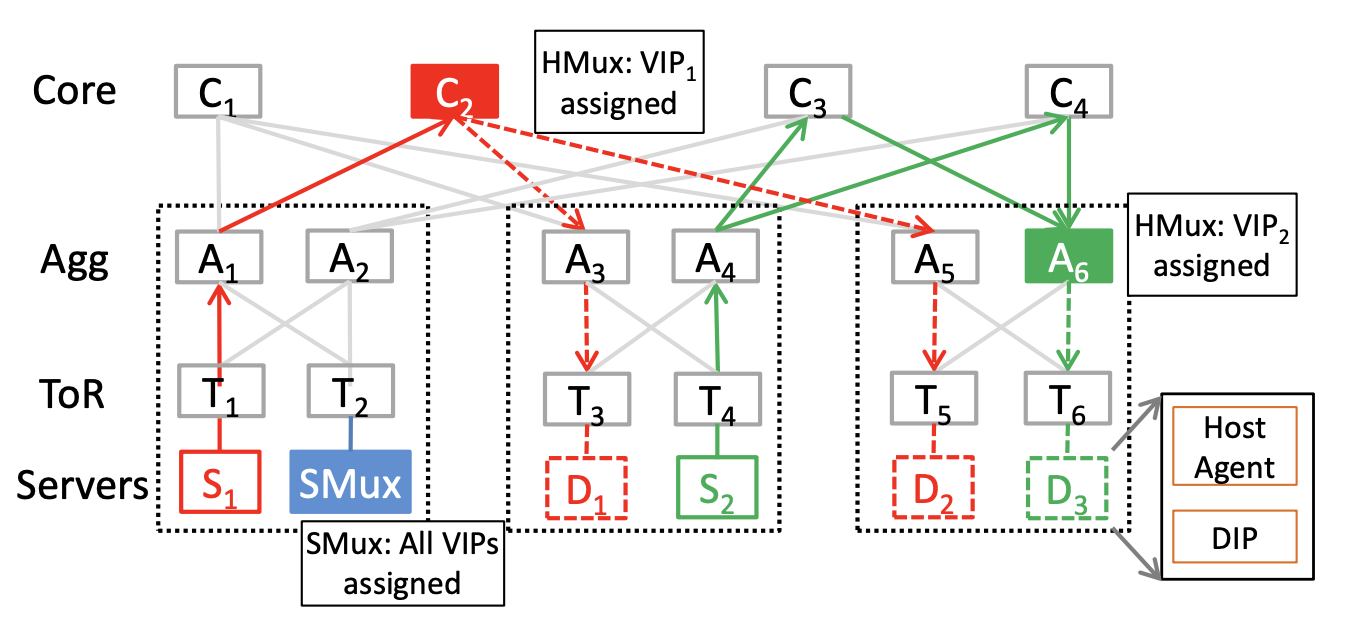 Core
C1
C2
HMux: VIP1
assigned
C3
C4
Agg
A1
A2
A3
A4
A5
A6
HMux: VIP2
assigned
ToR
T1
T2
T3
T4
T5
T6
Servers
S1
SMux
D1
S2
D2
D3
Host
Agent
DIP
SMux: All VIPs
assigned